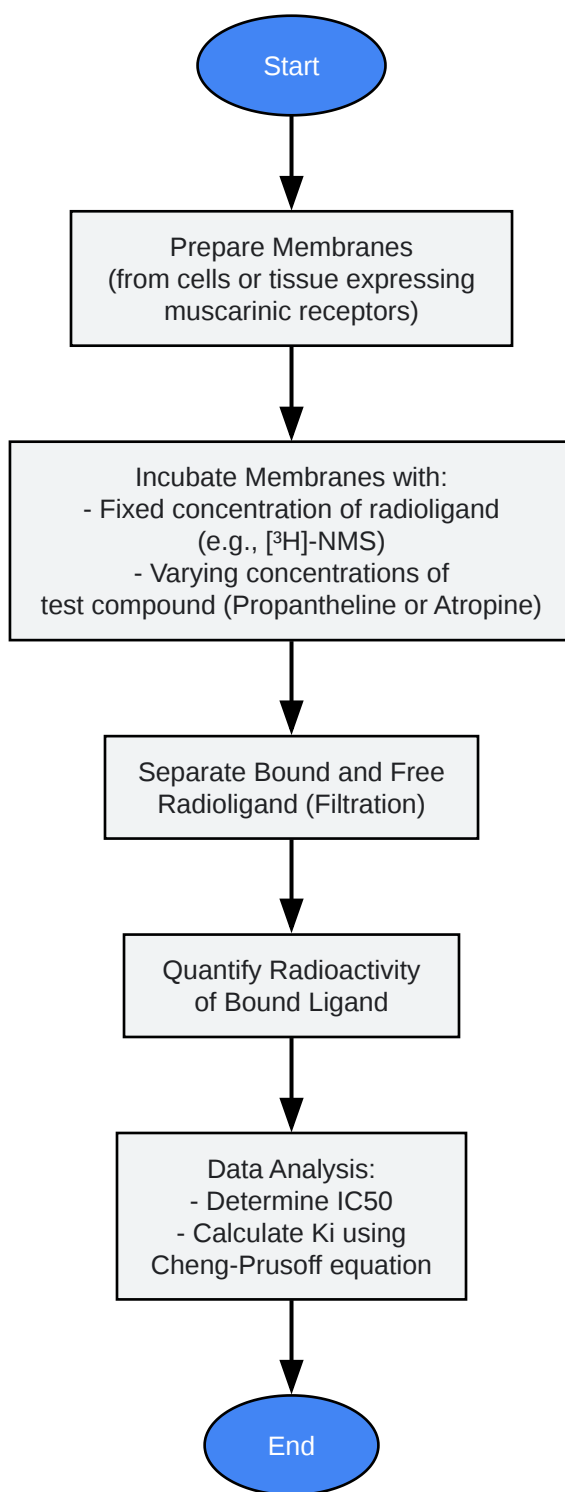 Start
Prepare Membranes
(from cells or tissue expressing
muscarinic receptors)
Incubate Membranes with:
- Fixed concentration of radioligand
(e.g., [³H]-NMS)
- Varying concentrations of
test compound (Propantheline or Atropine)
Separate Bound and Free
Radioligand (Filtration)
Quantify Radioactivity
of Bound Ligand
Data Analysis:
- Determine IC50
- Calculate Ki using
Cheng-Prusoff equation
End